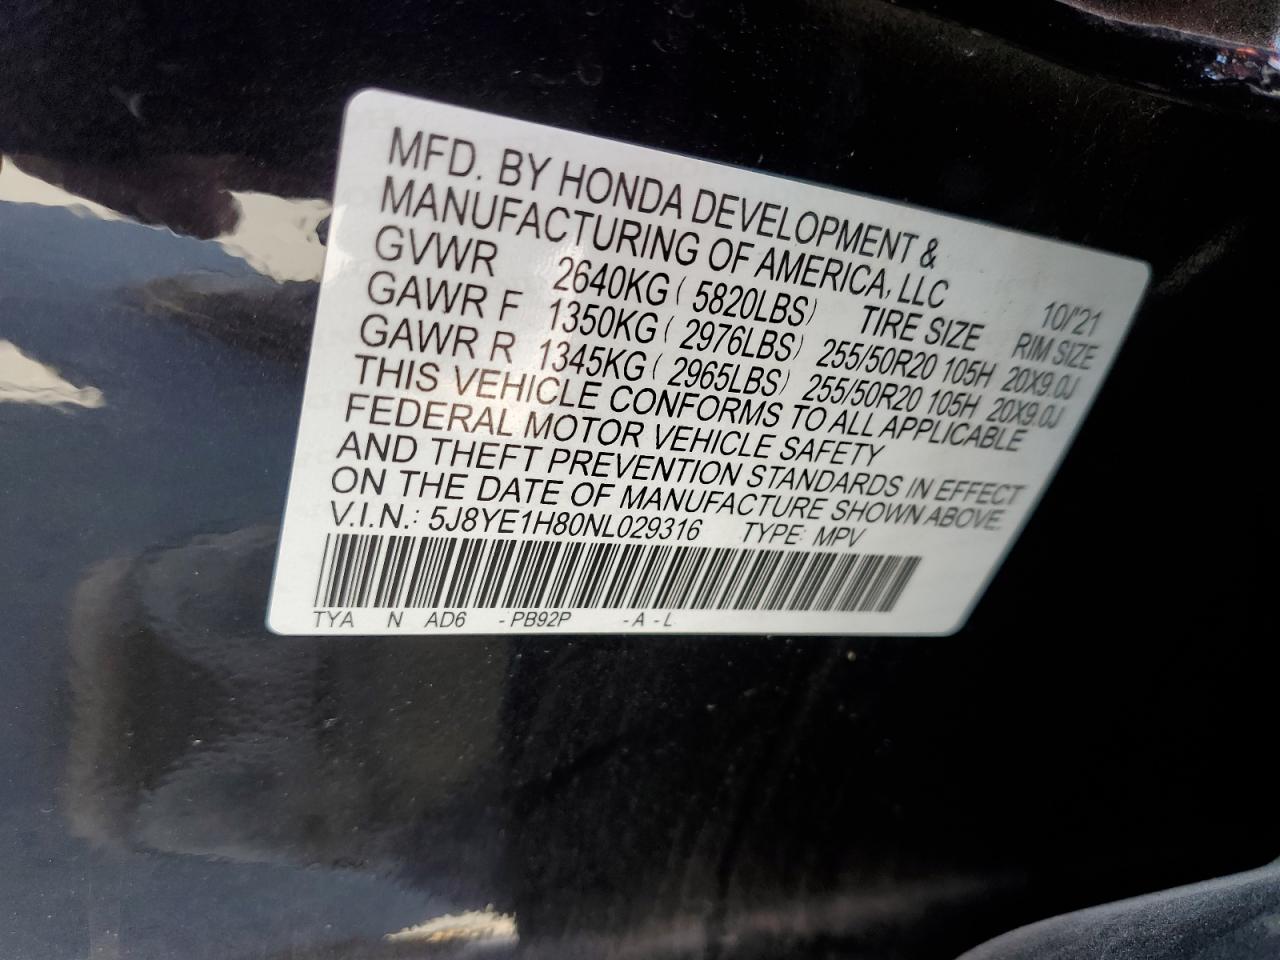 MFD. BY HONDA DEVELOPMENT &
MANUFACTURING OF AMERICA, LLC 10/'21
GVWR 2640KG ( 5820LBS) TIRE SIZE RIM SIZE
GAWR F 1350KG ( 2976LBS) 255/50R20 105H 20X9.0J
GAWR R 1345KG ( 2965LBS) 255/50R20 105H 20X9.0J
THIS VEHICLE CONFORMS TO ALL APPLICABLE
FEDERAL MOTOR VEHICLE SAFETY
AND THEFT PREVENTION STANDARDS IN EFFECT
ON THE DATE OF MANUFACTURE SHOWN ABOVE.
V.I.N.: 5J8YE1H80NL029316 TYPE: MPV
TYA N AD6 -PB92P -A-L